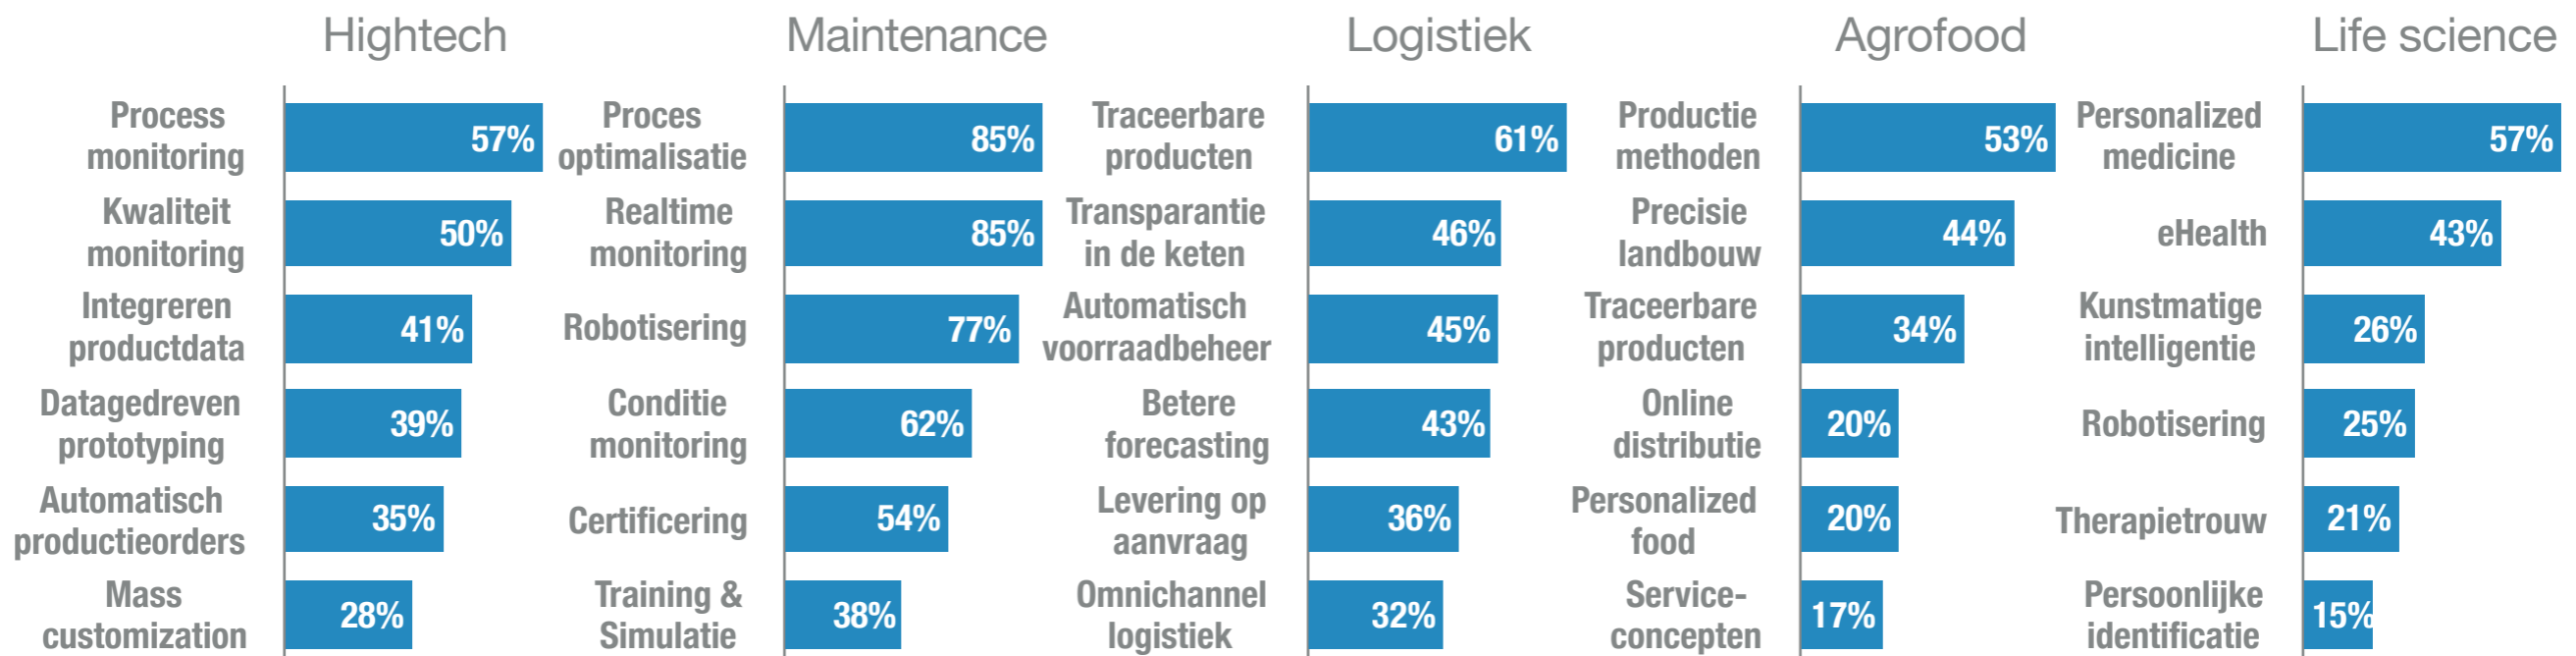 Hightech
Process
monitoring
57%
Kwaliteit
monitoring
50%
Integreren
productdata
41%
Datagedreven
prototyping
39%
Automatisch
productieorders
35%
Mass
customization
28%
Maintenance
Proces
optimalisatie
85%
Realtime
monitoring
85%
Robotisering
77%
Conditie
monitoring
62%
Certificering
54%
Training &
Simulatie
38%
Logistiek
Traceerbare
producten
61%
Transparantie
in de keten
46%
Automatisch
voorraadbeheer
45%
Betere
forecasting
43%
Levering op
aanvraag
36%
Omnichannel
logistiek
32%
Agrofood
Productie
methoden
53%
Precisie
landbouw
44%
Traceerbare
producten
34%
Online
distributie
20%
Personalized
food
20%
Service-
concepten
17%
Life science
Personalized
medicine
57%
eHealth
43%
Kunstmatige
intelligentie
26%
Robotisering
25%
Therapietrouw
21%
Persoonlijke
identificatie
15%